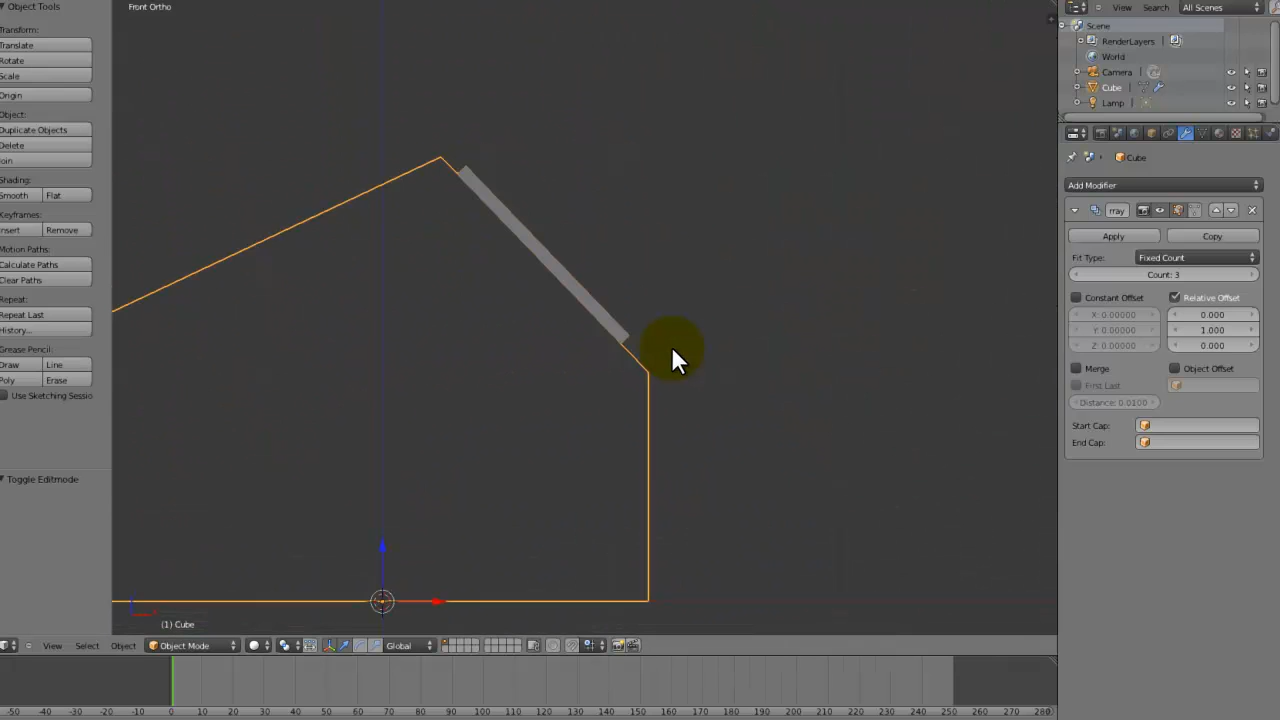 Object Tools
Transform:
Translate
Rotate
Scale
Origin
Object:
Duplicate Objects
Delete
Join
Shading:
Smooth Flat
Keyframes:
Insert Remove
Motion Paths:
Calculate Paths
Clear Paths
Repeat:
Repeat Last
History...
Grease Pencil:
Draw Line
Poly Erase
Use Sketching Sessio
Toggle Editmode
Front Ortho
(1) Cube
View Select Object Object Mode Global
-50 -40 -30 -20 -10 0 10 20 30 40 50 60 70 80 90 100 110 120 130 140 150 160 170 180 190 200 210 220 230 240 250 260 270 280
View Search All Scenes
Scene
RenderLayers
World
Camera
Cube
Lamp
Cube
Add Modifier
rray
Apply Copy
Fit Type: Fixed Count
Count: 3
Constant Offset Relative Offset
X: 0.00000 0.000
Y: 0.00000 1.000
Z: 0.00000 0.000
Merge Object Offset
First Last
Distance: 0.0100
Start Cap:
End Cap: